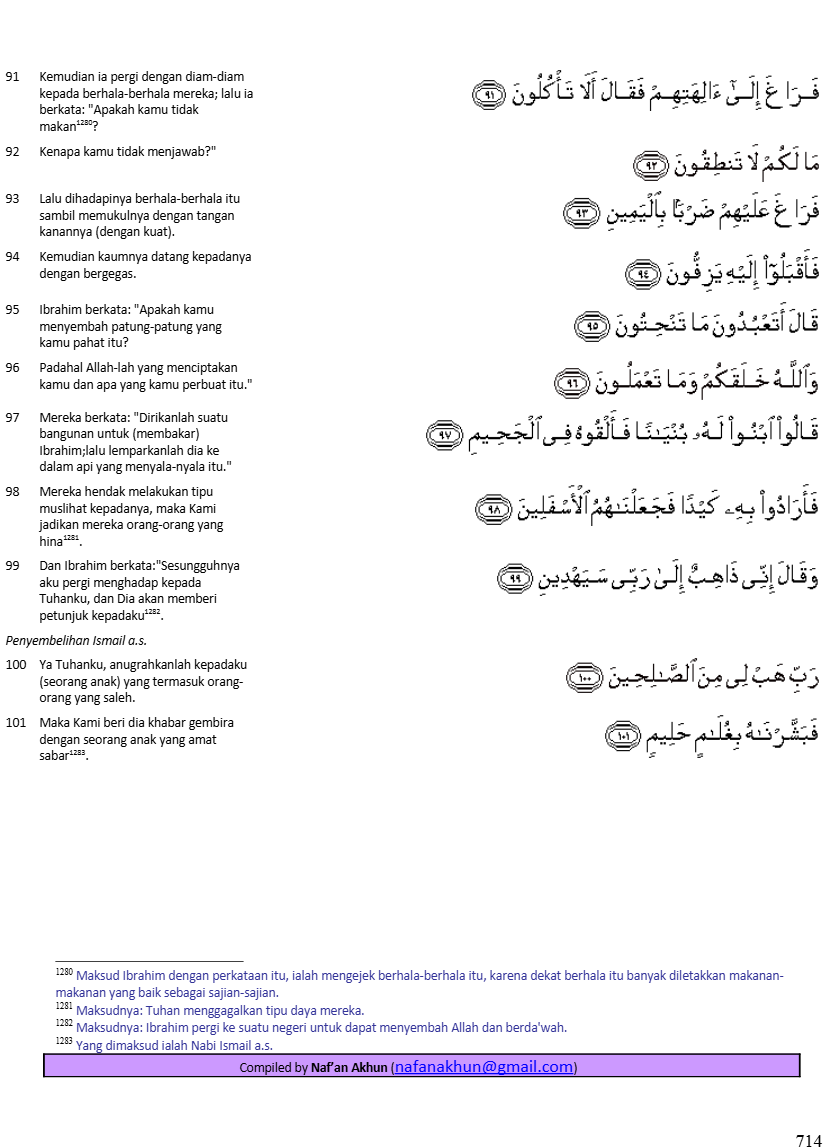 91 Kemudian ia pergi dengan diam-diam
kepada berhala-berhala mereka; lalu ia
berkata: "Apakah kamu tidak
makan1280?
فَرَاغَ إِلَىٰٓ ءَالِهَتِهِمْ فَقَالَ أَلَا تَأْكُلُونَ ٩١
92 Kenapa kamu tidak menjawab?"
مَا لَكُمْ لَا تَنطِقُونَ ٩٢
93 Lalu dihadapinya berhala-berhala itu
sambil memukulnya dengan tangan
kanannya (dengan kuat).
فَرَاغَ عَلَيْهِمْ ضَرْبًۢا بِٱلْيَمِينِ ٩٣
94 Kemudian kaumnya datang kepadanya
dengan bergegas.
فَأَقْبَلُوٓا۟ إِلَيْهِ يَزِفُّونَ ٩٤
95 Ibrahim berkata: "Apakah kamu
menyembah patung-patung yang
kamu pahat itu?
قَالَ أَتَعْبُدُونَ مَا تَنْحِتُونَ ٩٥
96 Padahal Allah-lah yang menciptakan
kamu dan apa yang kamu perbuat itu."
وَٱللَّهُ خَلَقَكُمْ وَمَا تَعْمَلُونَ ٩٦
97 Mereka berkata: "Dirikanlah suatu
bangunan untuk (membakar)
Ibrahim;lalu lemparkanlah dia ke
dalam api yang menyala-nyala itu."
قَالُوا۟ ٱبْنُوا۟ لَهُۥ بُنْيَـٰنًا فَأَلْقُوهُ فِى ٱلْجَحِيمِ ٩٧
98 Mereka hendak melakukan tipu
muslihat kepadanya, maka Kami
jadikan mereka orang-orang yang
hina1281.
فَأَرَادُوا۟ بِهِۦ كَيْدًا فَجَعَلْنَـٰهُمُ ٱلْأَسْفَلِينَ ٩٨
99 Dan Ibrahim berkata:"Sesungguhnya
aku pergi menghadap kepada
Tuhanku, dan Dia akan memberi
petunjuk kepadaku1282.
وَقَالَ إِنِّى ذَاهِبٌ إِلَىٰ رَبِّى سَيَهْدِينِ ٩٩
Penyembelihan Ismail a.s.
100 Ya Tuhanku, anugrahkanlah kepadaku
(seorang anak) yang termasuk orang-
orang yang saleh.
رَبِّ هَبْ لِى مِنَ ٱلصَّـٰلِحِينَ ١٠٠
101 Maka Kami beri dia khabar gembira
dengan seorang anak yang amat
sabar1283.
فَبَشَّرْنَـٰهُ بِغُلَـٰمٍ حَلِيمٍ ١٠١
1280 Maksud Ibrahim dengan perkataan itu, ialah mengejek berhala-berhala itu, karena dekat berhala itu banyak diletakkan makanan-
makanan yang baik sebagai sajian-sajian.
1281 Maksudnya: Tuhan menggagalkan tipu daya mereka.
1282 Maksudnya: Ibrahim pergi ke suatu negeri untuk dapat menyembah Allah dan berda'wah.
1283 Yang dimaksud ialah Nabi Ismail a.s.
Compiled by Naf’an Akhun (nafanakhun@gmail.com)
714